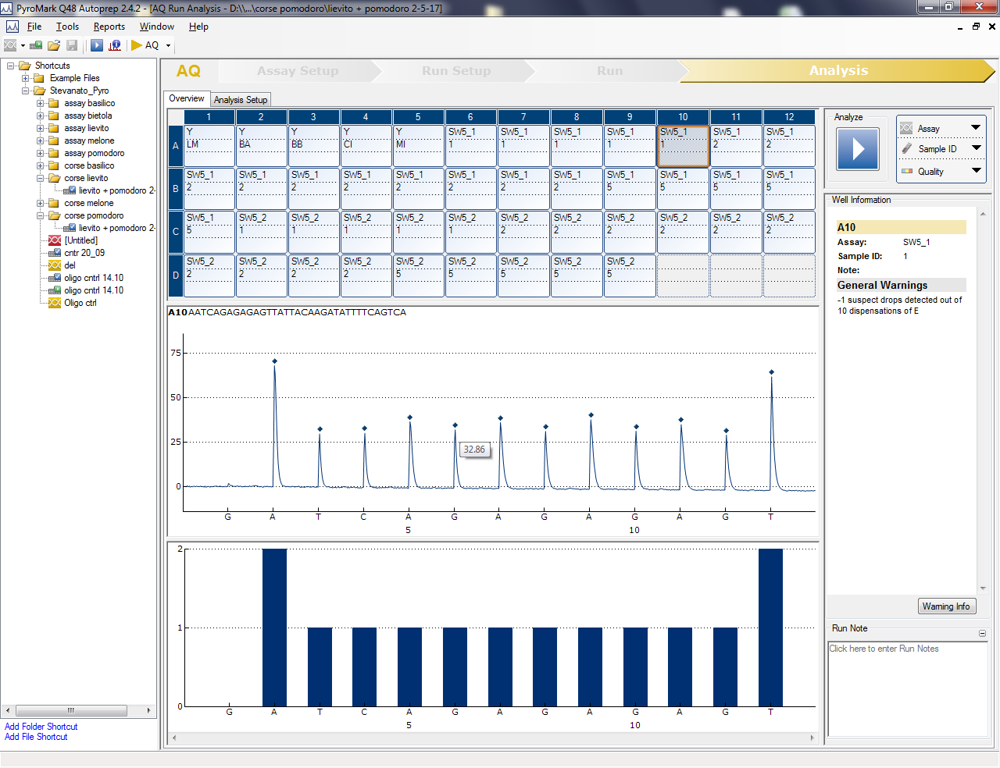 PyroMark Q48 Autoprep 2.4.2 - [AQ Run Analysis - D:\\...\corse pomodoro\lievito + pomodoro 2-5-17]
File Tools Reports Window Help
AQ
Shortcuts
Example Files
Stevanato_Pyro
assay basilico
assay bietola
assay lievito
assay melone
assay pomodoro
corse basilico
corse lievito
lievito + pomodoro 2-
corse melone
corse pomodoro
lievito + pomodoro 2-
[Untitled]
cntr 20_09
del
oligo cntrl 14.10
oligo cntrl 14.10
Oligo ctrl
Add Folder Shortcut
Add File Shortcut
AQ Assay Setup Run Setup Run Analysis
Overview Analysis Setup
1 2 3 4 5 6 7 8 9 10 11 12
A
Y Y Y Y Y SW5_1 SW5_1 SW5_1 SW5_1 SW5_1 SW5_1 SW5_1
LM BA BB CI MI 1 1 1 1 1 2 2
B
SW5_1 SW5_1 SW5_1 SW5_1 SW5_1 SW5_1 SW5_1 SW5_1 SW5_1 SW5_1 SW5_1 SW5_1
2 2 2 2 2 2 2 2 5 5 5 5
C
SW5_1 SW5_2 SW5_2 SW5_2 SW5_2 SW5_2 SW5_2 SW5_2 SW5_2 SW5_2 SW5_2 SW5_2
5 1 1 1 1 1 2 2 2 2 2 2
D
SW5_2 SW5_2 SW5_2 SW5_2 SW5_2 SW5_2 SW5_2 SW5_2 SW5_2
2 2 2 2 5 5 5 5 5
A10 AATCAGAGAGAGTTATTACAAGATATTTTCAGTCA
75
50
25
0
32.86
G A T C A G A G A G A G T
5 10
2
1
0
G A T C A G A G A G A G T
5 10
Analyze
Assay
Sample ID
Quality
Well Information
A10
Assay: SW5_1
Sample ID: 1
Note:
General Warnings
-1 suspect drops detected out of
10 dispensations of E
Warning Info
Run Note
Click here to enter Run Notes